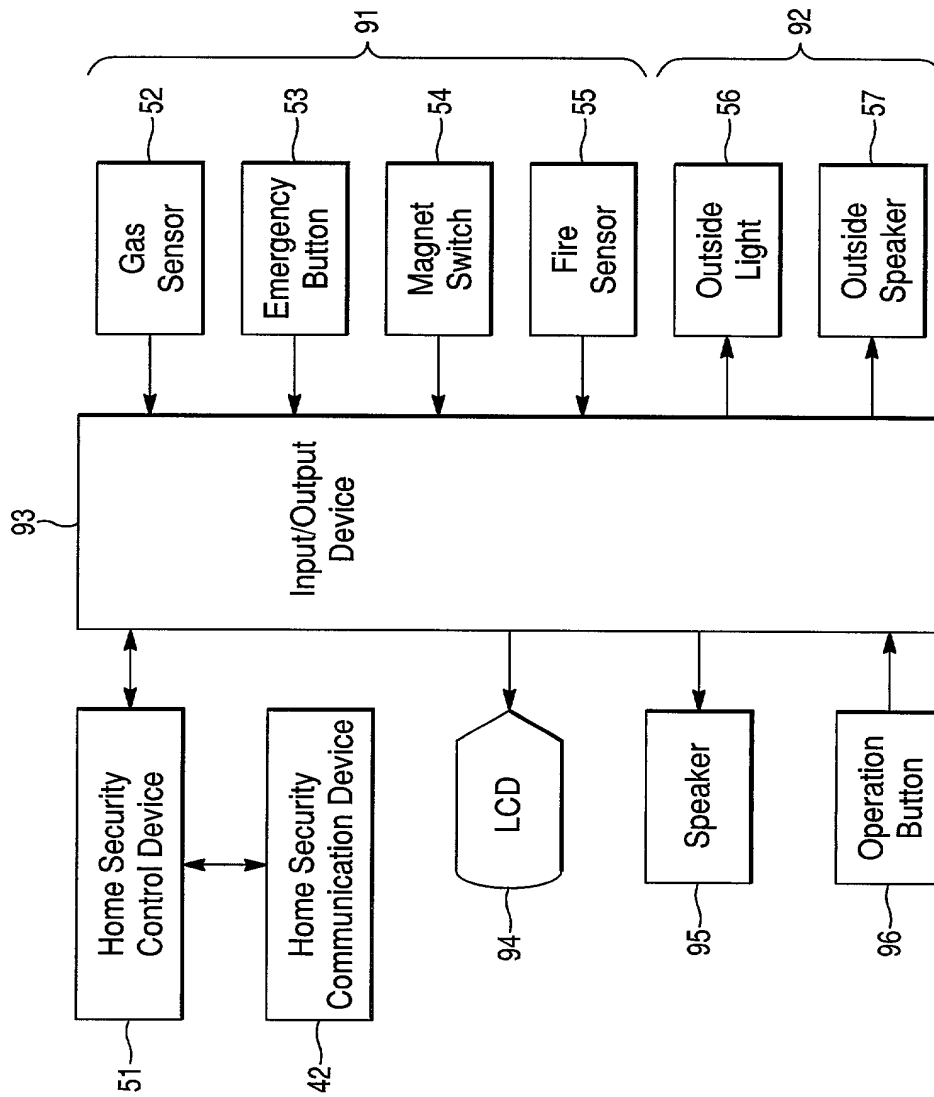 91
92
52
53
54
55
56
57
Gas
Sensor
Emergency
Button
Magnet
Switch
Fire
Sensor
Outside
Light
Outside
Speaker
93
Input/Output
Device
Home Security
Control Device
Home Security
Communication Device
LCD
Speaker
Operation
Button
51
42
94
95
96